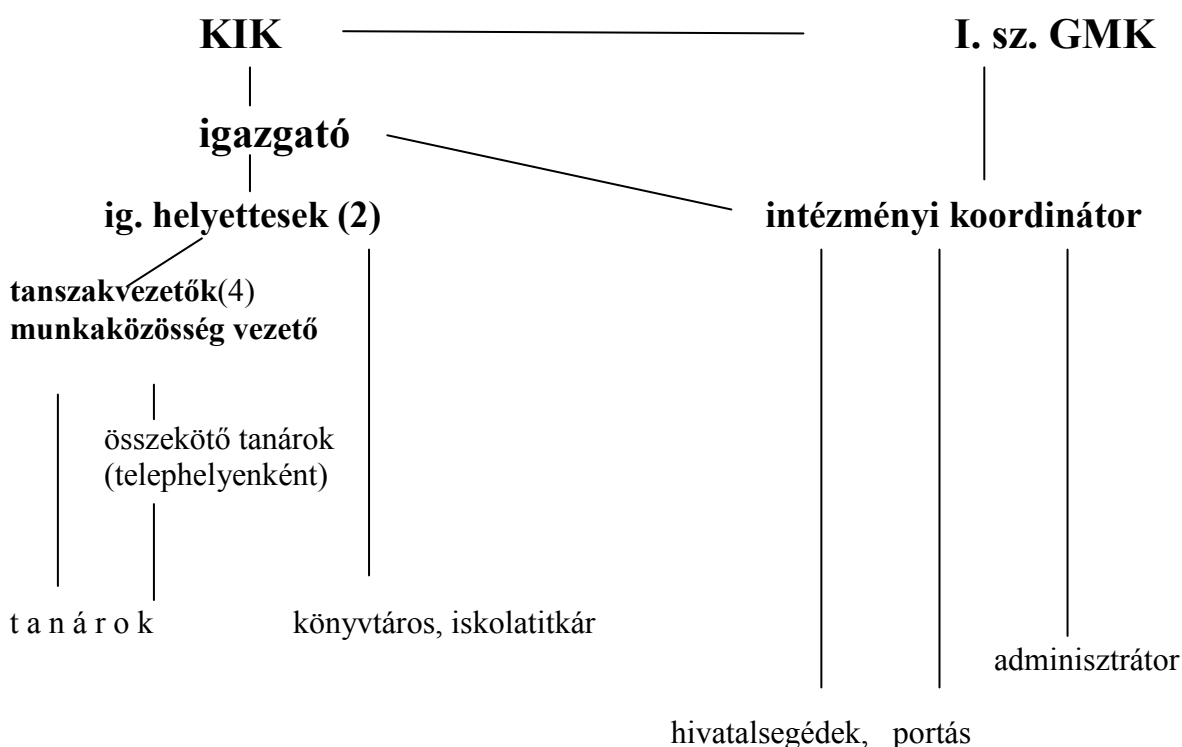 KIK I. sz. GMK
igazgató
ig. helyettesek (2) intézményi koordinátor
tanszakvezetők(4)
munkaközösség vezető
összekötő tanárok
(telephelyenként)
t a n á r o k könyvtáros, iskolatitkár
adminisztrátor
hivatalsegédek, portás